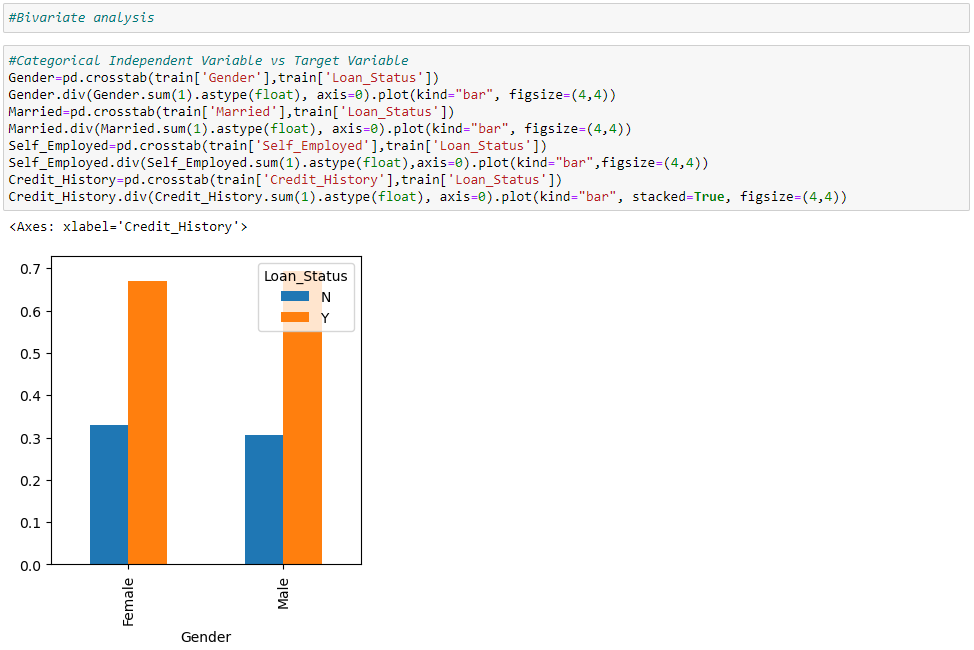 #Bivariate analysis
#Categorical Independent Variable vs Target Variable
Gender=pd.crosstab(train['Gender'],train['Loan_Status'])
Gender.div(Gender.sum(1).astype(float), axis=0).plot(kind="bar", figsize=(4,4))
Married=pd.crosstab(train['Married'],train['Loan_Status'])
Married.div(Married.sum(1).astype(float), axis=0).plot(kind="bar", figsize=(4,4))
Self_Employed=pd.crosstab(train['Self_Employed'],train['Loan_Status'])
Self_Employed.div(Self_Employed.sum(1).astype(float),axis=0).plot(kind="bar",figsize=(4,4))
Credit_History=pd.crosstab(train['Credit_History'],train['Loan_Status'])
Credit_History.div(Credit_History.sum(1).astype(float), axis=0).plot(kind="bar", stacked=True, figsize=(4,4))
<Axes: xlabel='Credit_History'>
Loan_Status
N
Y
0.7
0.6
0.5
0.4
0.3
0.2
0.1
0.0
Female
Male
Gender